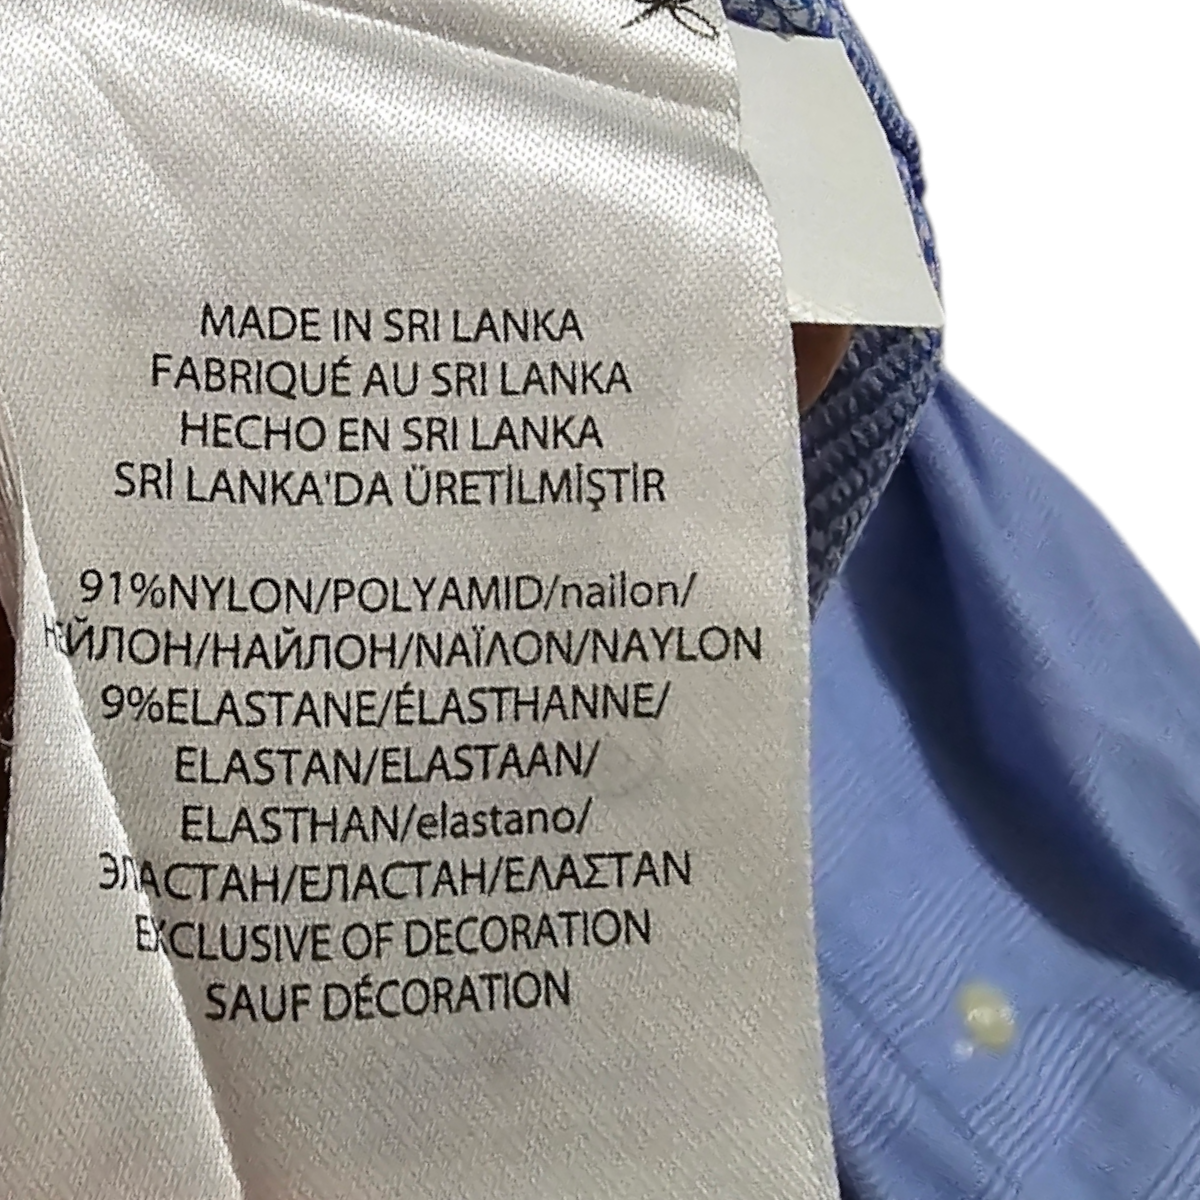 MADE IN SRI LANKA
FABRIQUÉ AU SRI LANKA
HECHO EN SRI LANKA
SRİ LANKA'DA ÜRETİLMİŞTİR
91%NYLON/POLYAMID/nailon/
НЕЙЛОН/НАЙЛОН/ΝΑΪΛΟΝ/NAYLON
9%ELASTANE/ÉLASTHANNE/
ELASTAN/ELASTAAN/
ELASTHAN/elastano/
ЭЛАСТАН/ЕЛАСТАН/ΕΛΑΣΤΑΝ
EXCLUSIVE OF DECORATION
SAUF DÉCORATION